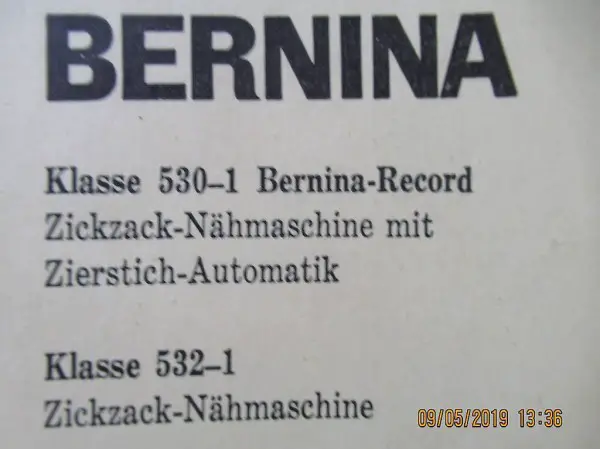 BERNINA
Klasse 530–1 Bernina-Record
Zickzack-Nähmaschine mit
Zierstich-Automatik
Klasse 532–1
Zickzack-Nähmaschine
09/05/2019 13:36